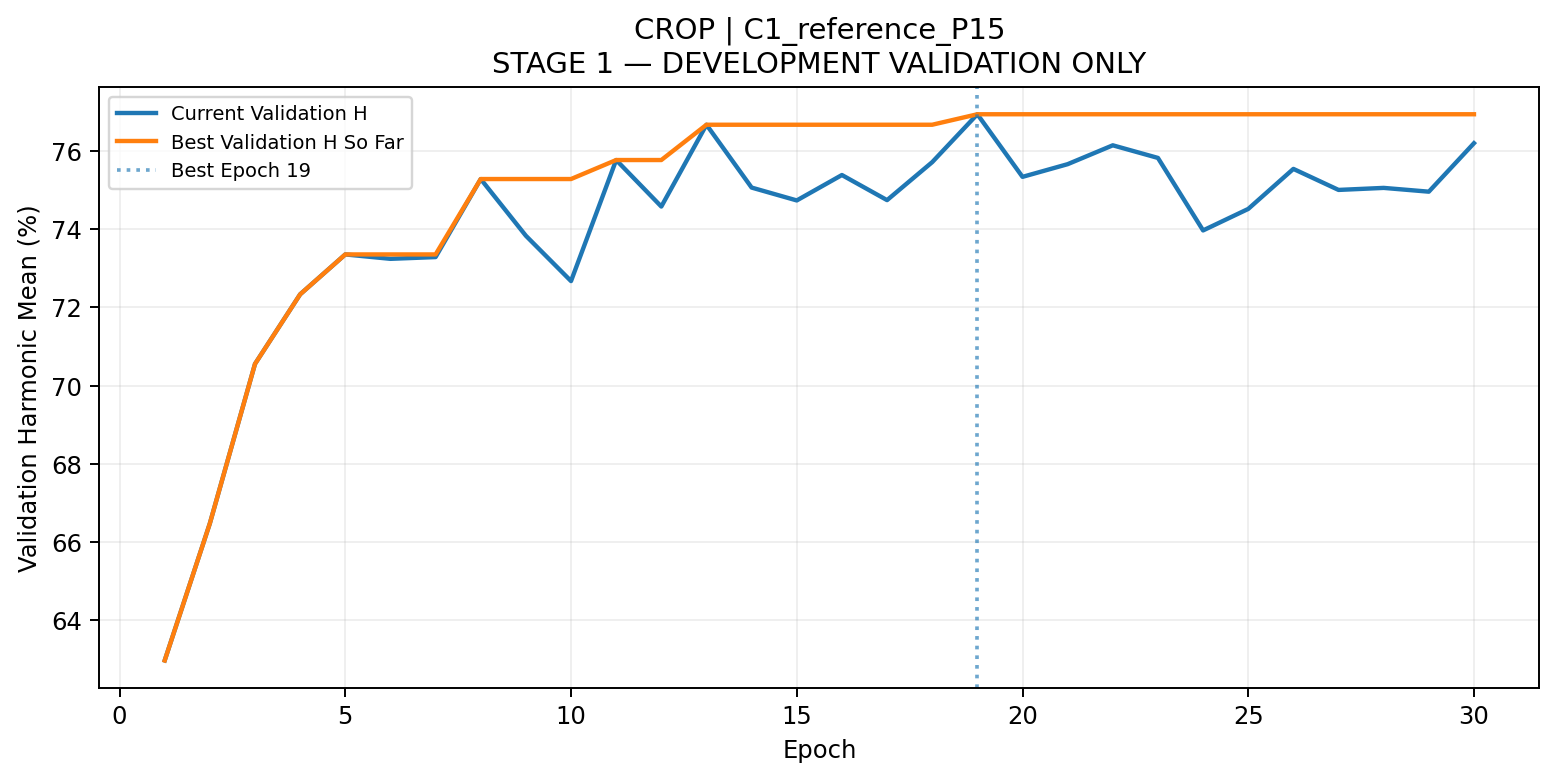 CROP | C1_reference_P15
STAGE 1 — DEVELOPMENT VALIDATION ONLY
Current Validation H
Best Validation H So Far
Best Epoch 19
Validation Harmonic Mean (%)
76
74
72
70
68
66
64
0 5 10 15 20 25 30
Epoch